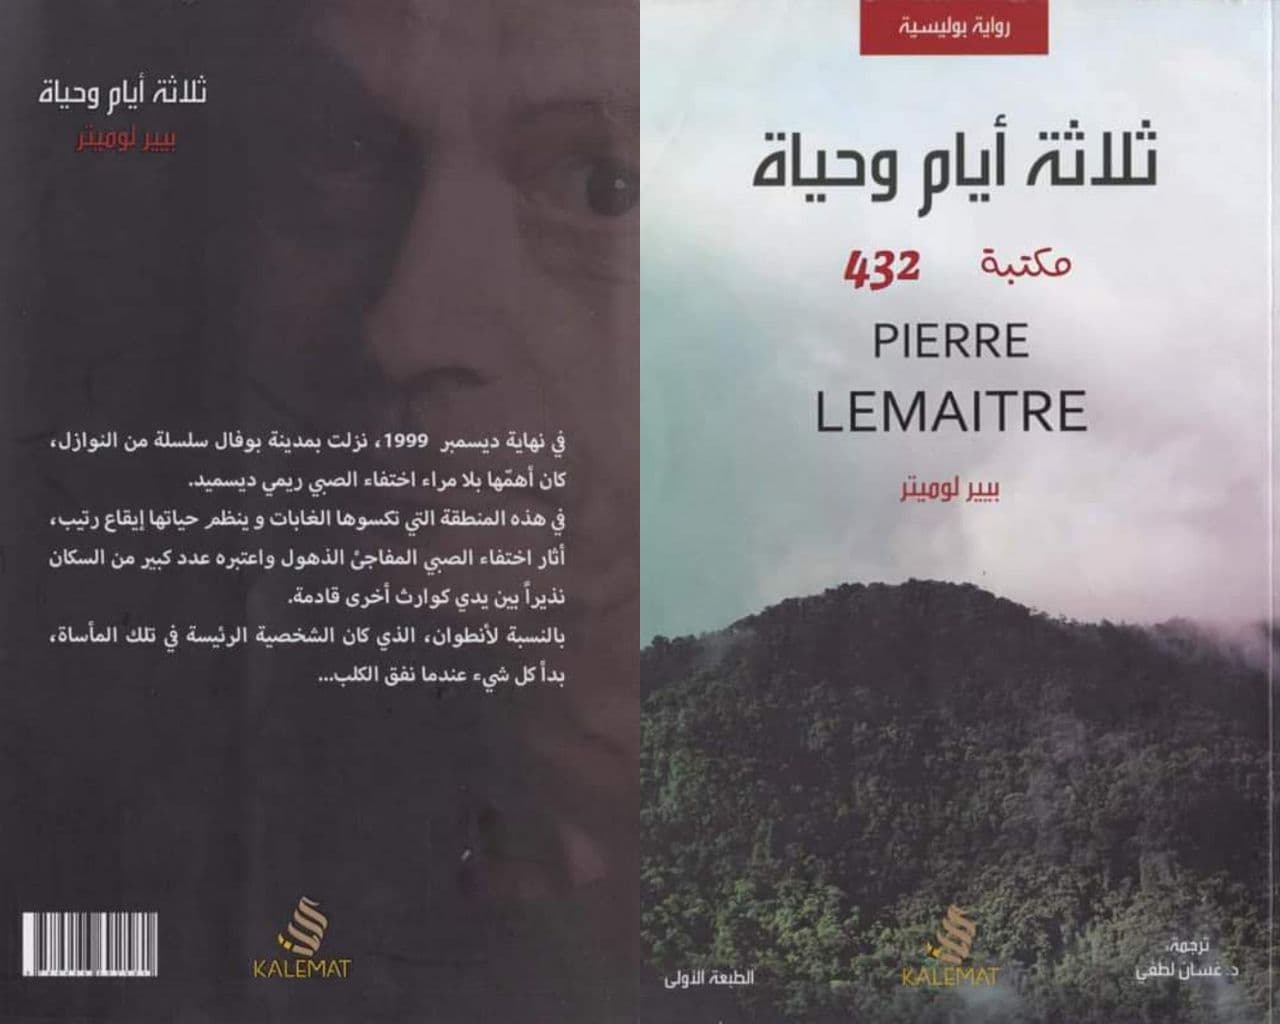 ثلاثة أيام وحياة
بيير لوميتر
في نهاية ديسمبر 1999، نزلت بمدينة بوفال سلسلة من النوازل،
كان أهمّها بلا مراء اختفاء الصبي ريمي ديسميد.
في هذه المنطقة التي تكسوها الغابات و ينظم حياتها إيقاع رتيب،
أثار اختفاء الصبي المفاجئ الذهول واعتبره عدد كبير من السكان
نذيراً بين يدي كوارث أخرى قادمة.
بالنسبة لأنطوان، الذي كان الشخصية الرئيسة في تلك المأساة،
بدأ كل شيء عندما نفق الكلب...
KALEMAT
رواية بوليسية
ثلاثة أيام وحياة
مكتبة 432
PIERRE
LEMAITRE
بيير لوميتر
ترجمة:
د. غسان لطفي
KALEMAT
الطبعة الأولى